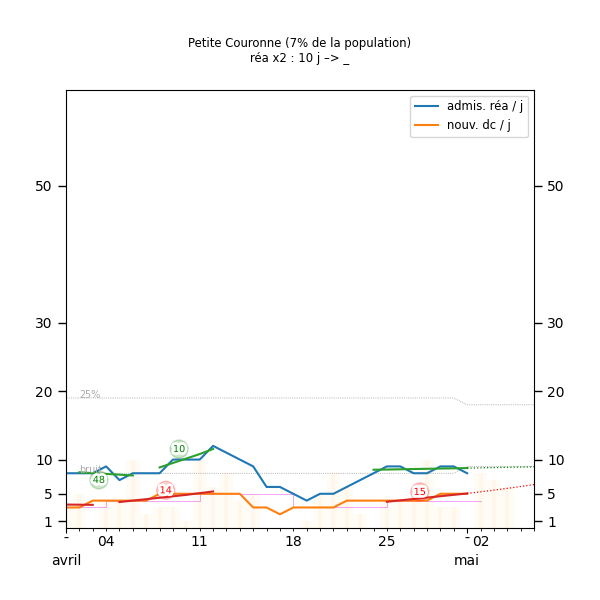 Petite Couronne (7% de la population)
réa x2 : 10 j –> _
admis. réa / j
nouv. dc / j
50 50
30 30
20 20
25%
10 10
10
bruit
48
14
15
5 5
1 1
04 11 18 25 02
avril mai